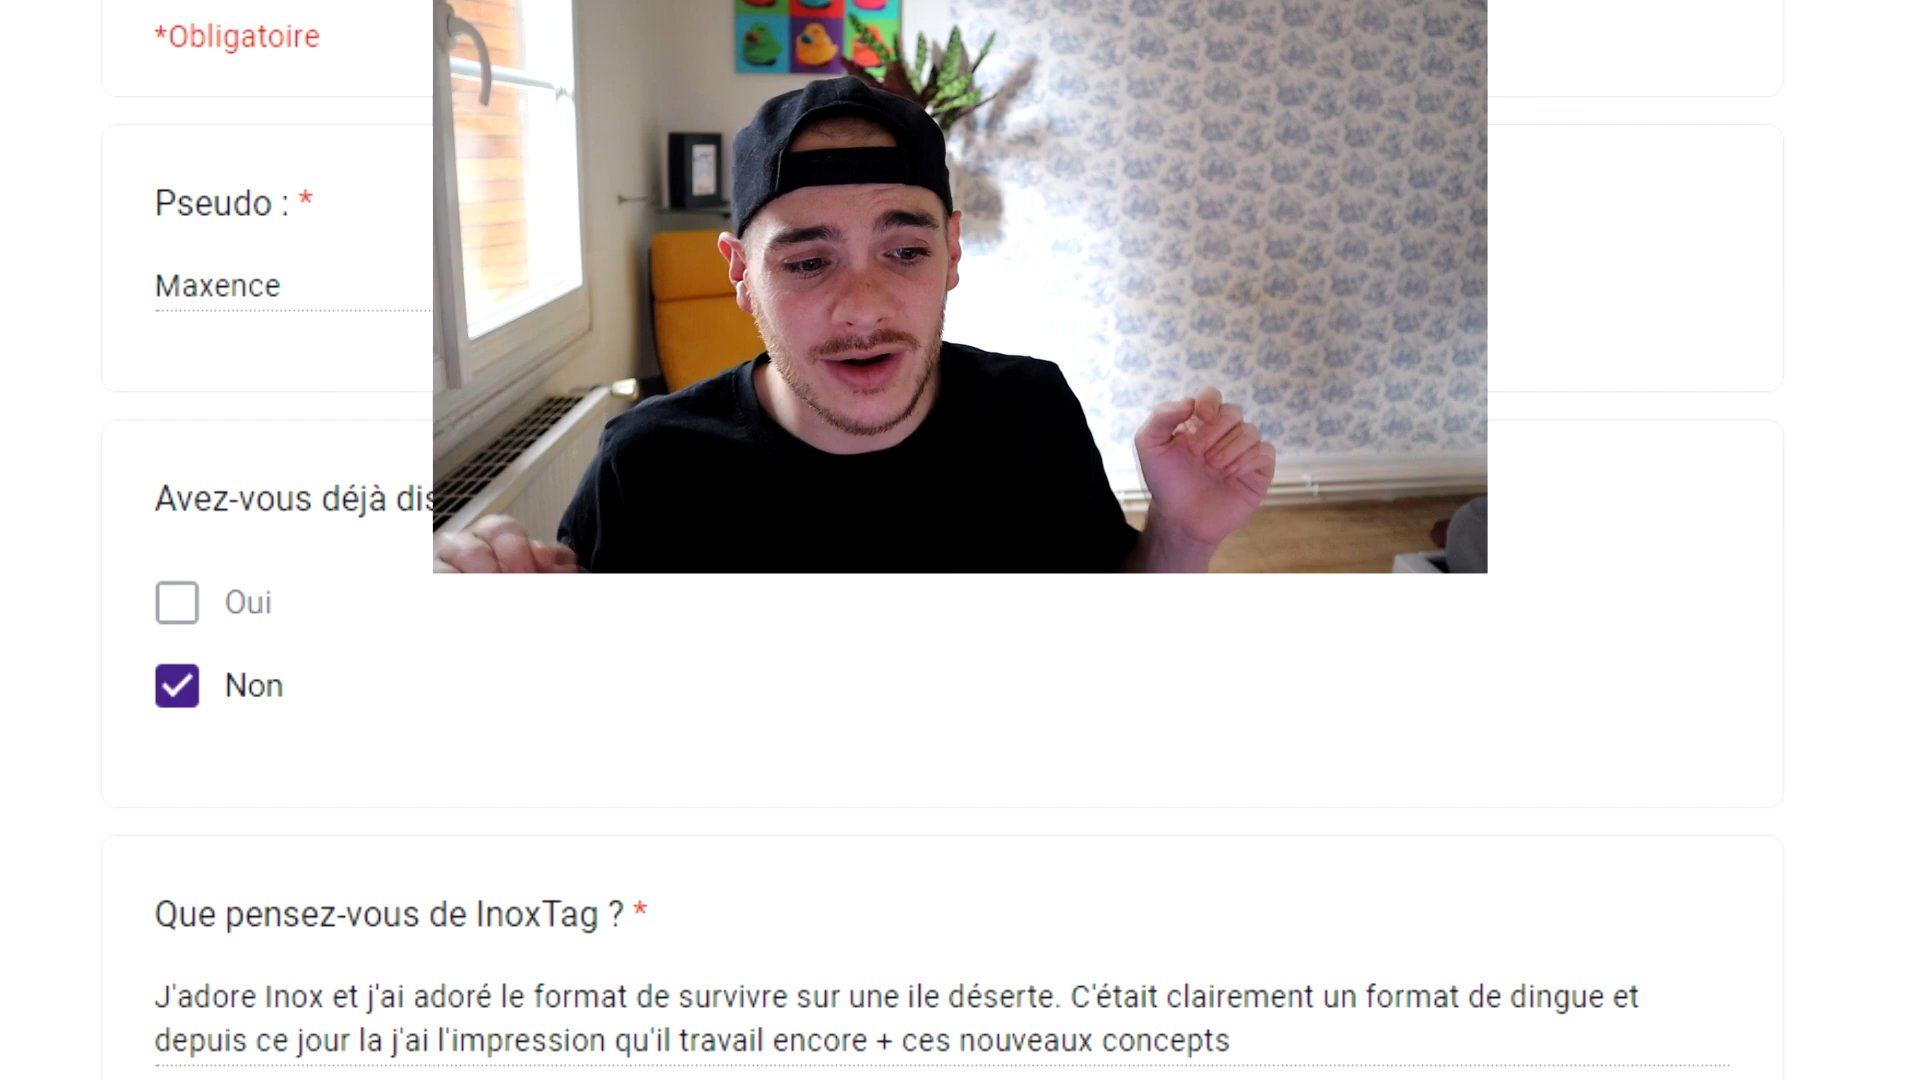 *Obligatoire
Pseudo : *
Maxence
Avez-vous déjà
Oui
Non
Que pensez-vous de InoxTag ? *
J'adore Inox et j'ai adoré le format de survivre sur une ile déserte. C'était clairement un format de dingue et
depuis ce jour la j'ai l'impression qu'il travail encore + ces nouveaux concepts